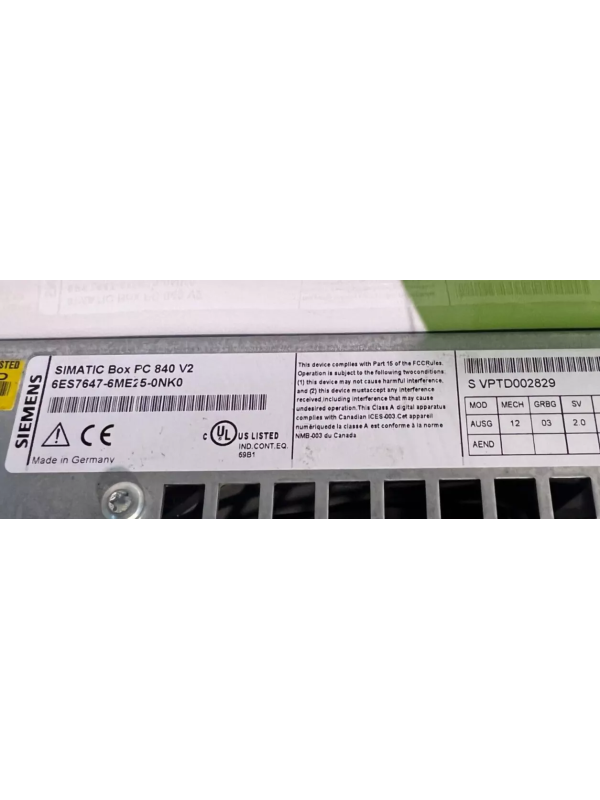 SIEMENS
SIMATIC Box PC 840 V2
6ES7647-6ME25-0NK0
CE
c UL US LISTED
IND.CONT.EQ.
69B1
Made in Germany
This device complies with Part 15 of the FCCRules.
Operation is subject to the following twoconditions:
(1) this device may not cause harmful interference,
and (2) this device mustaccept any interference
received,including interference that may cause
undesired operation.This Class A digital apparatus
complies with Canadian ICES-003.Cet appareil
numériquede la classe A est conforme à la norme
NMB-003 du Canada
S VPTD002829
MOD MECH GRBG SV
AUSG 12 03 2.0
AEND